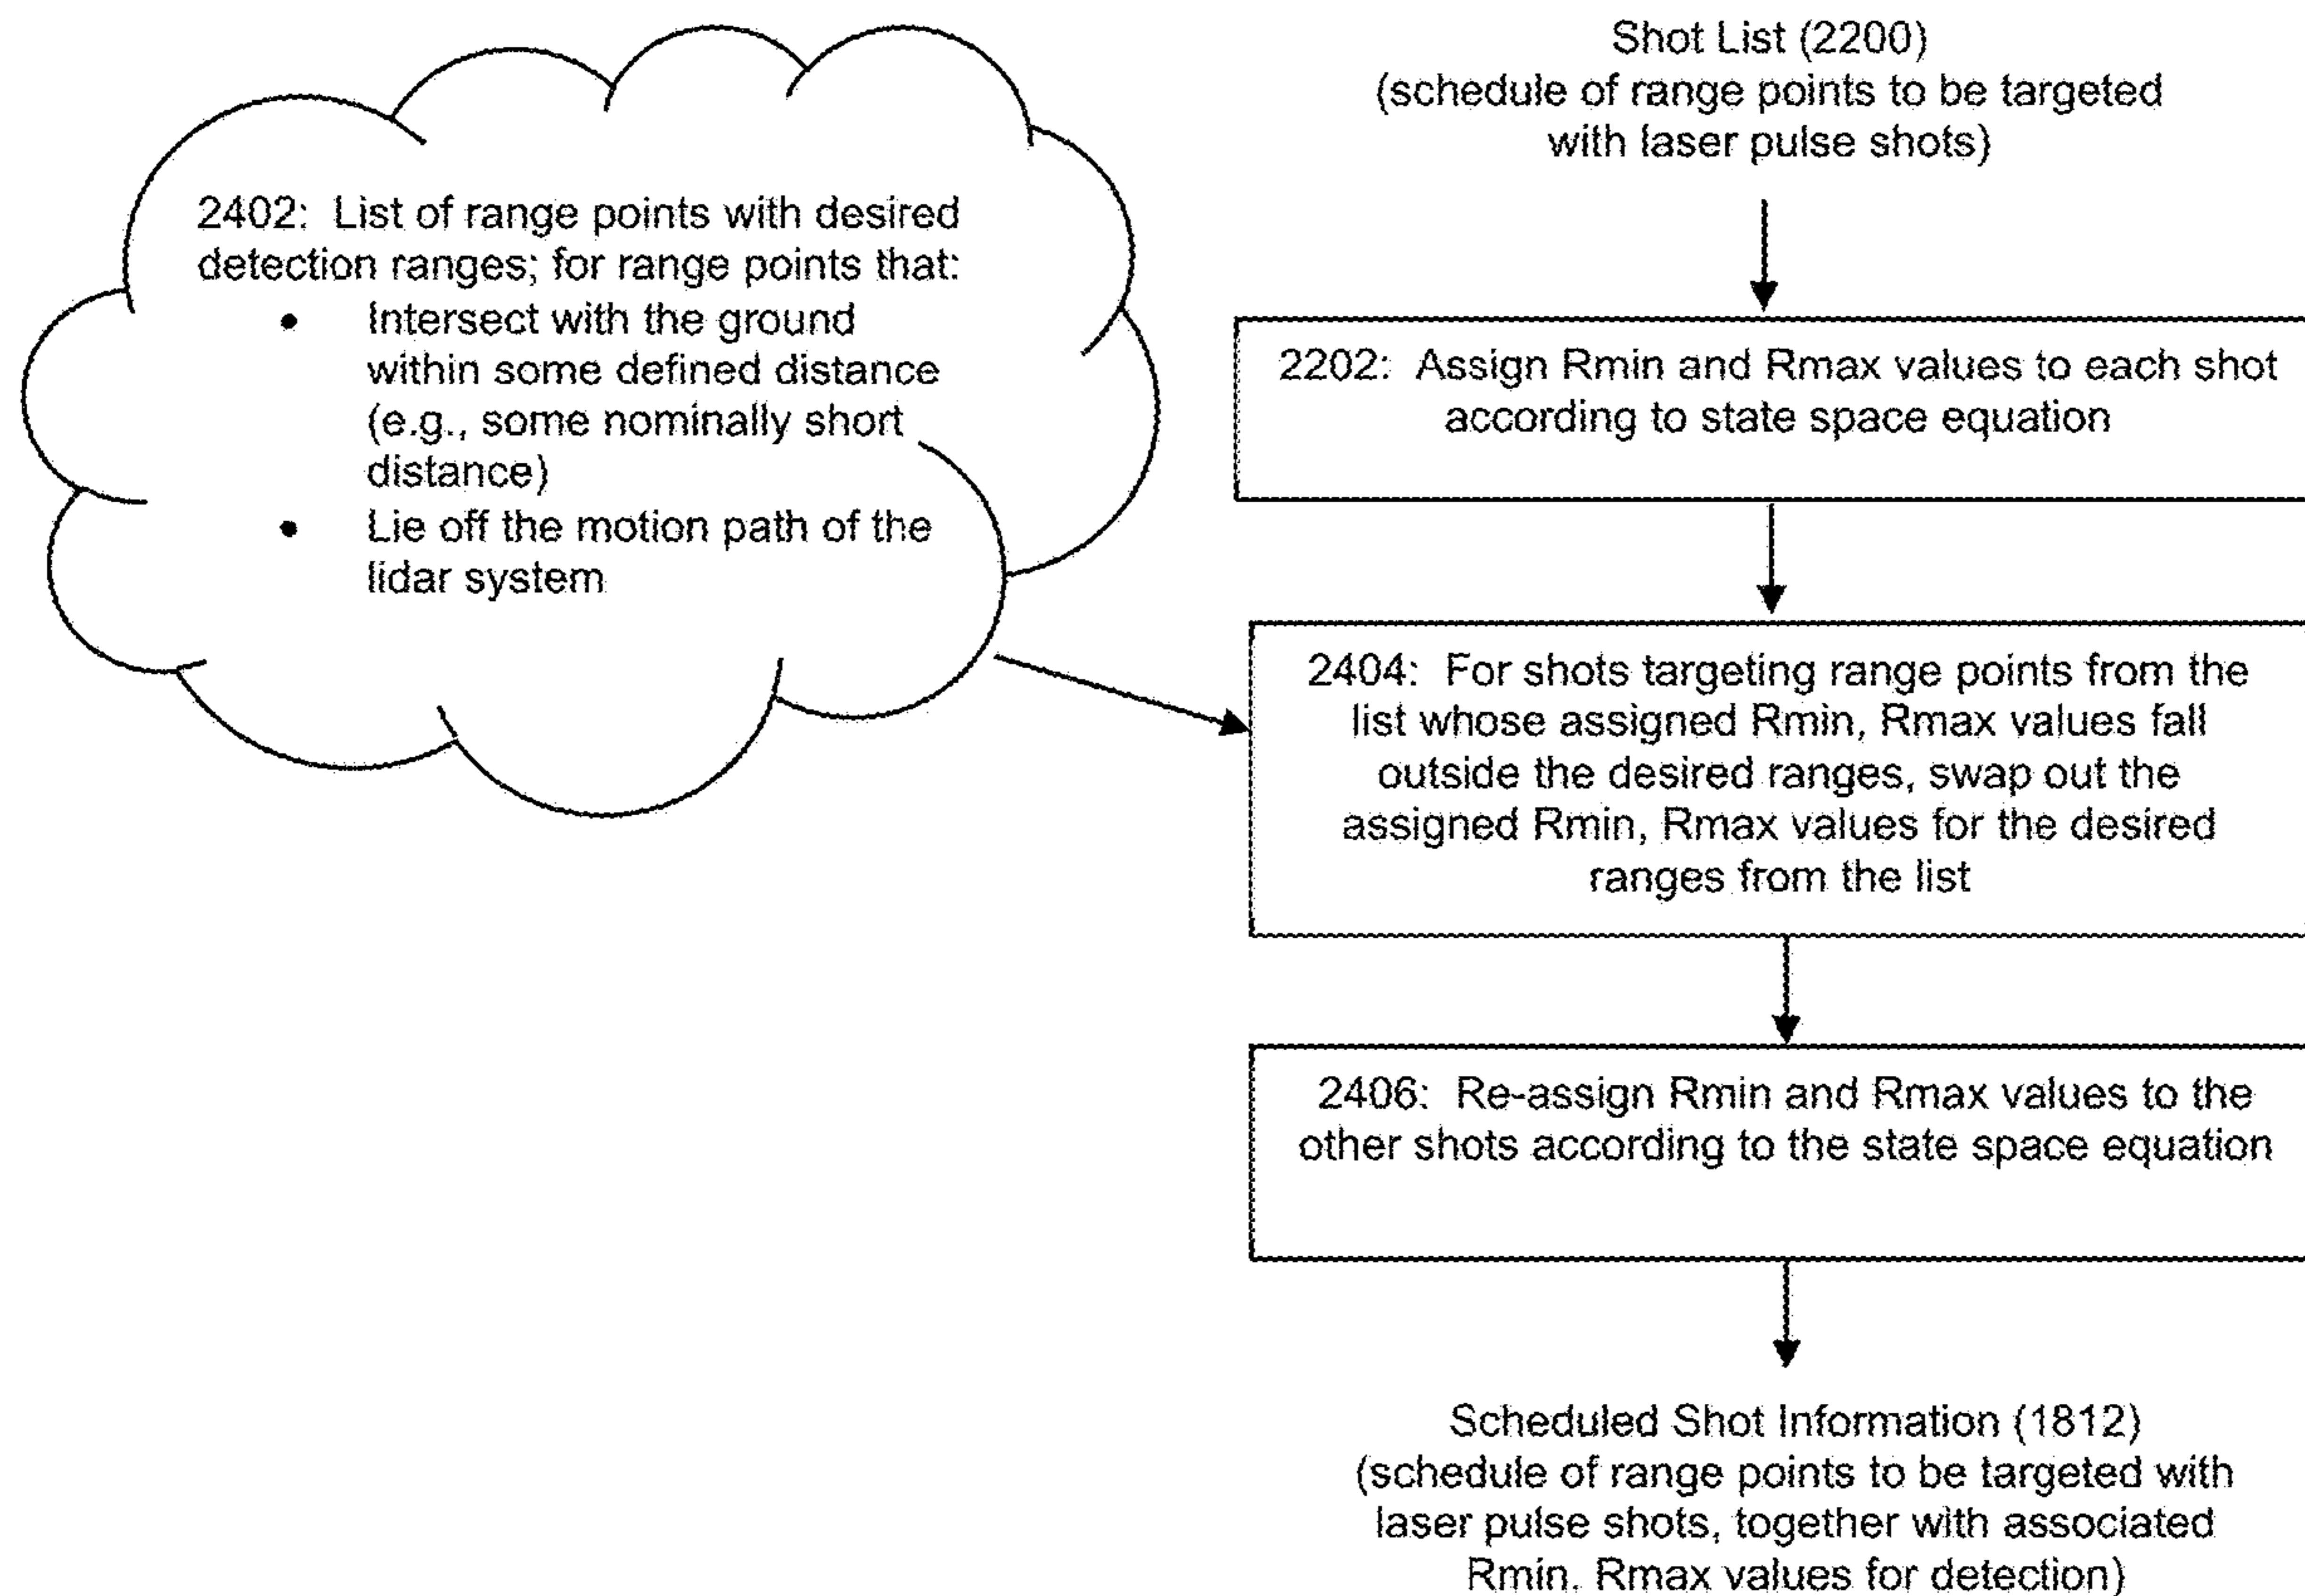 2402: List of range points with desired
detection ranges; for range points that:
• Intersect with the ground
within some defined distance
(e.g., some nominally short
distance)
• Lie off the motion path of the
lidar system
Shot List (2200)
(schedule of range points to be targeted
with laser pulse shots)
2202: Assign Rmin and Rmax values to each shot
according to state space equation
2404: For shots targeting range points from the
list whose assigned Rmin, Rmax values fall
outside the desired ranges, swap out the
assigned Rmin, Rmax values for the desired
ranges from the list
2406: Re-assign Rmin and Rmax values to the
other shots according to the state space equation
Scheduled Shot Information (1812)
(schedule of range points to be targeted with
laser pulse shots, together with associated
Rmin, Rmax values for detection)